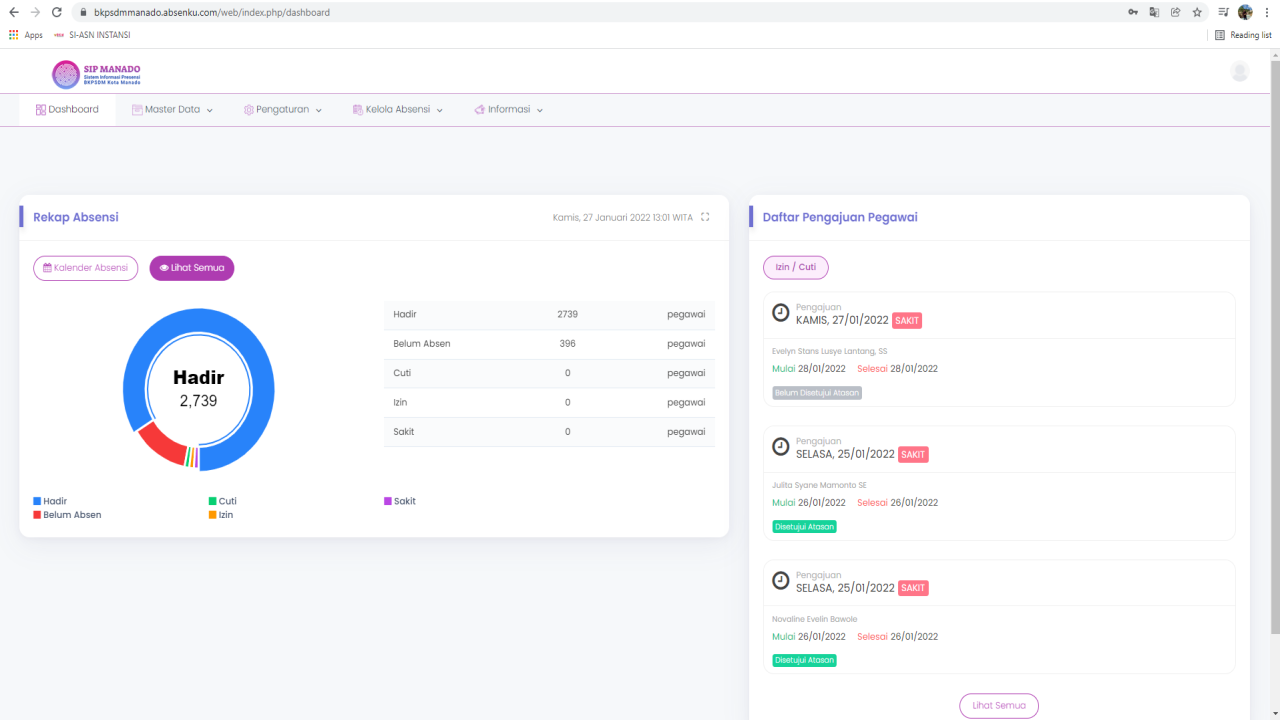 bkpsdmmanado.absenku.com/web/index.php/dashboard
Apps
SI-ASN INSTANSI
Reading list
SIP MANADO
Sistem Informasi Presensi
BKPSDM Kota Manado
Dashboard
Master Data
Pengaturan
Kelola Absensi
Informasi
Rekap Absensi
Kamis, 27 Januari 2022 13:01 WITA
Kalender Absensi
Lihat Semua
Hadir
2,739
Hadir 2739 pegawai
Belum Absen 396 pegawai
Cuti 0 pegawai
Izin 0 pegawai
Sakit 0 pegawai
Hadir
Cuti
Sakit
Belum Absen
Izin
Daftar Pengajuan Pegawai
Izin / Cuti
Pengajuan
KAMIS, 27/01/2022 SAKIT
Evelyn Stans Lusye Lantang, SS
Mulai 28/01/2022 Selesai 28/01/2022
Belum Disetujui Atasan
Pengajuan
SELASA, 25/01/2022 SAKIT
Julita Syane Mamonto SE
Mulai 26/01/2022 Selesai 26/01/2022
Disetujui Atasan
Pengajuan
SELASA, 25/01/2022 SAKIT
Novaline Evelin Bawole
Mulai 26/01/2022 Selesai 26/01/2022
Disetujui Atasan
Lihat Semua